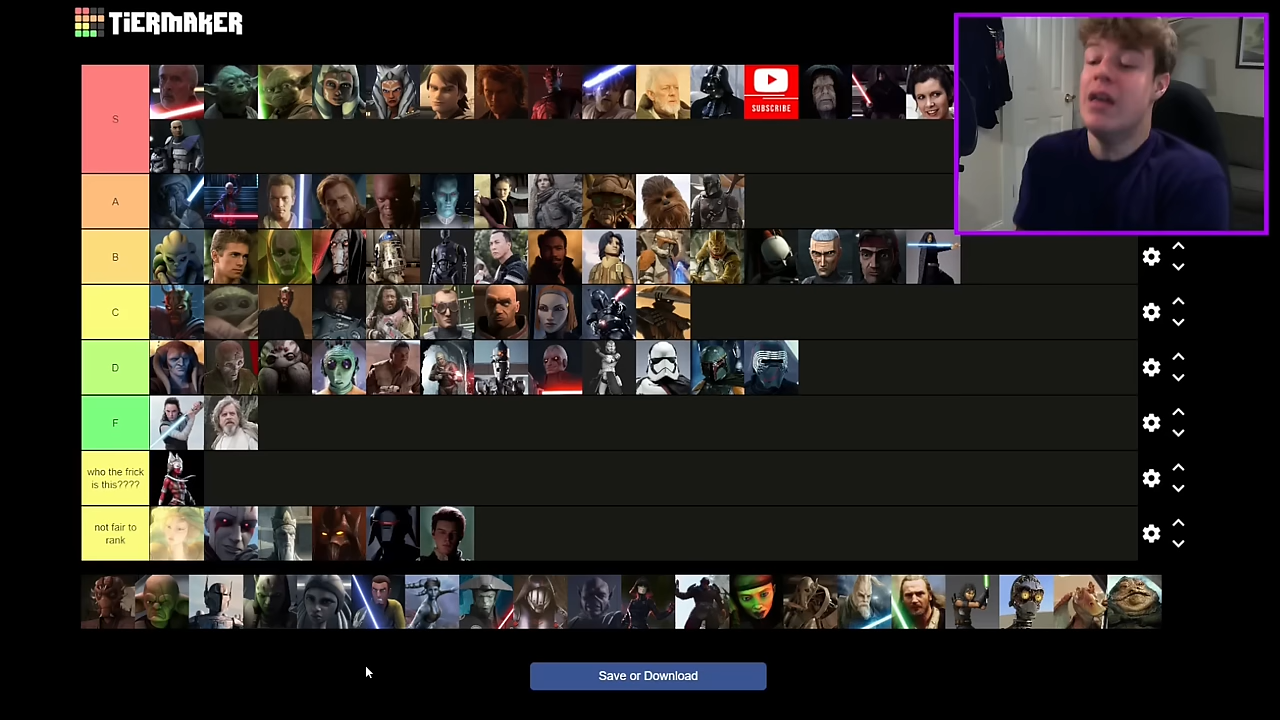 TiERMAKER
S
SUBSCRIBE
A
B
C
D
F
who the frick
is this????
not fair to
rank
Save or Download